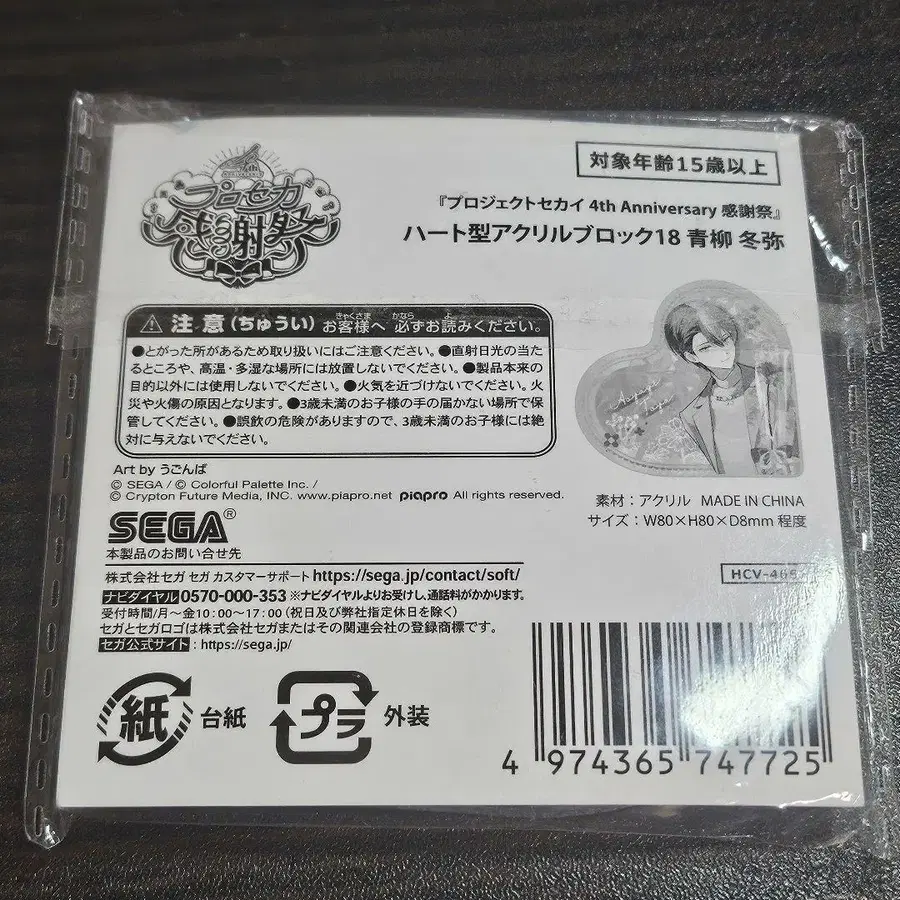 4th
プロセカ
感謝祭
対象年齢15歳以上
『プロジェクトセカイ 4th Anniversary 感謝祭』
ハート型アクリルブロック18 青柳 冬弥
注意(ちゅうい) お客様へ 必ずお読みください。
きゃくさま かなら よ
●とがった所があるため取り扱いにはご注意ください。●直射日光の当
たるところや、高温・多湿な場所には放置しないでください。●製品本来の
目的以外には使用しないでください。●火気を近づけないでください。火
災や火傷の原因となります。●3歳未満のお子様の手の届かない場所で保
管してください。●誤飲の危険がありますので、3歳未満のお子様には絶
対に与えないでください。
Aoyagi
Toya
Art by うごんば
© SEGA / © Colorful Palette Inc. /
© Crypton Future Media, INC. www.piapro.net piapro All rights reserved.
素材：アクリル MADE IN CHINA
サイズ：W80×H80×D8mm 程度
SEGA®
本製品のお問い合せ先
株式会社セガ セガ カスタマーサポート https://sega.jp/contact/soft/
ナビダイヤル 0570-000-353 ※ナビダイヤルよりお受けし、通話料がかかります。
受付時間/月～金10:00～17:00（祝日及び弊社指定休日を除く）
セガとセガロゴは株式会社セガまたはその関連会社の登録商標です。
セガ公式サイト：https://sega.jp/
紙 台紙
プラ 外装
4 974365 747725